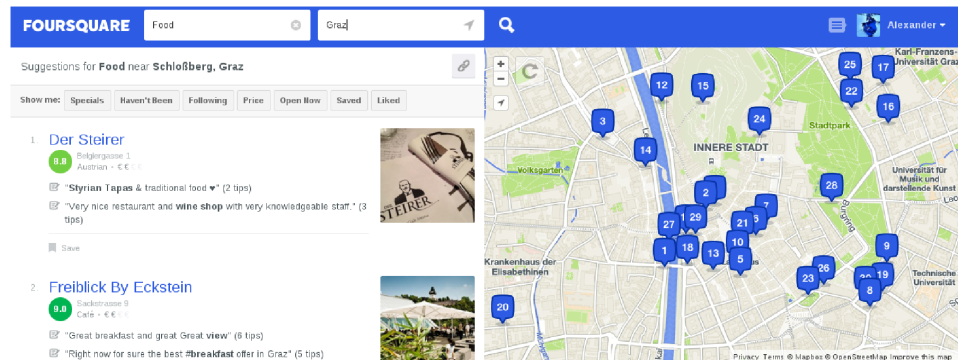 FOURSQUARE
Food
Graz
Alexander
Suggestions for Food near Schloßberg, Graz
Show me: Specials Haven't Been Following Price Open Now Saved Liked
1. Der Steirer
8.8 Belgiergasse 1
Austrian • €€€€
"Styrian Tapas & traditional food ♥" (2 tips)
"Very nice restaurant and wine shop with very knowledgeable staff." (3
tips)
DER
STEIRER
Save
2. Freiblick By Eckstein
9.0 Sackstrasse 9
Café • €€€€
"Great breakfast and great Great view" (6 tips)
"Right now for sure the best #breakfast offer in Graz" (5 tips)
+
−
Karl-Franzens-
Universität Graz
25
17
12
15
22
16
3
24
Stadtpark
14
INNERE STADT
Volksgarten
Universität für
Musik und
darstellende Kunst
28
2
7
27
29
21
6
Burgring
1
18
13
10
5
9
Krankenhaus der
Elisabethinen
23
26
19
8
Technische
Universität
20
Privacy Terms © Mapbox © OpenStreetMap Improve this map